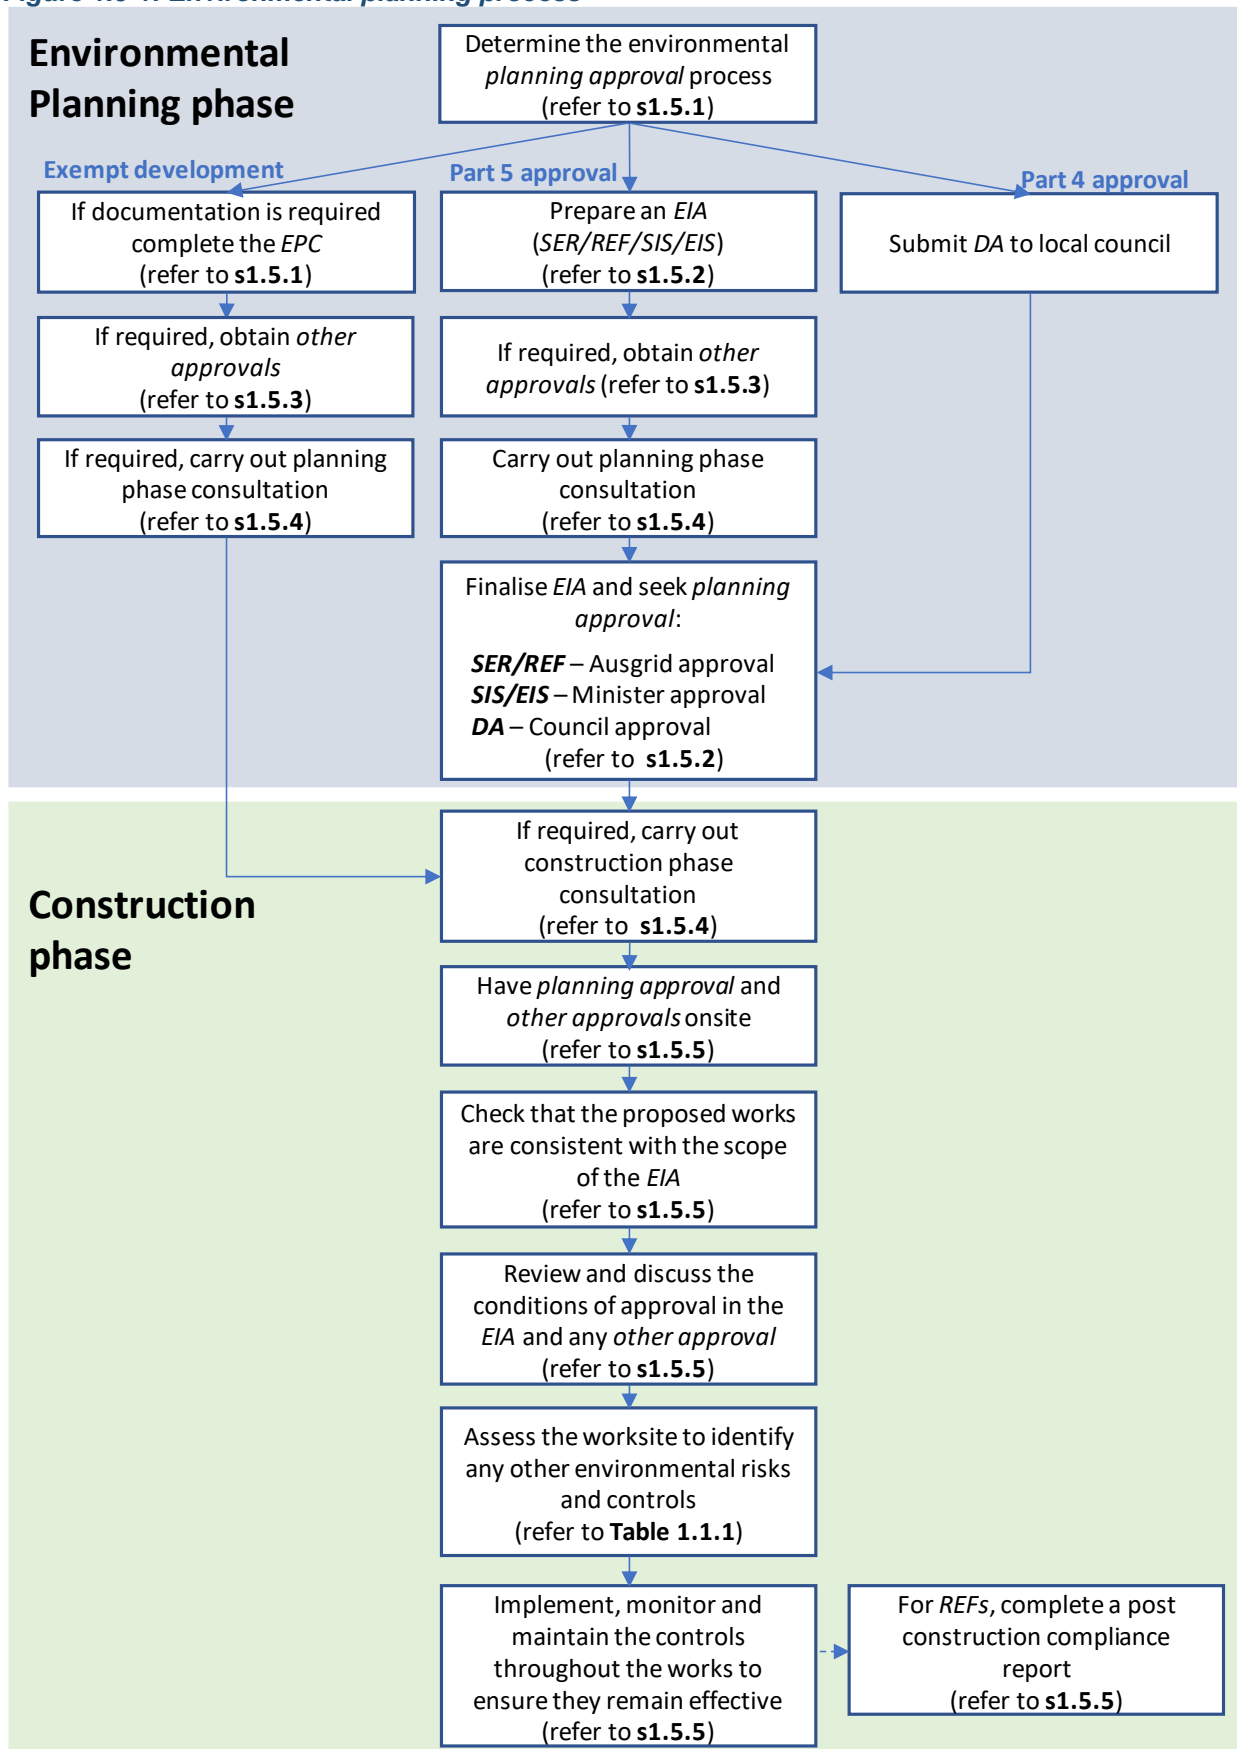 Figure 1.5-1: Environmental planning process
Environmental
Planning phase
Determine the environmental
planning approval process
(refer to s1.5.1)
Exempt development
Part 5 approval
Part 4 approval
If documentation is required
complete the EPC
(refer to s1.5.1)
Prepare an EIA
(SER/REF/SIS/EIS)
(refer to s1.5.2)
Submit DA to local council
If required, obtain other
approvals
(refer to s1.5.3)
If required, obtain other
approvals (refer to s1.5.3)
If required, carry out planning
phase consultation
(refer to s1.5.4)
Carry out planning phase
consultation
(refer to s1.5.4)
Finalise EIA and seek planning
approval:
SER/REF – Ausgrid approval
SIS/EIS – Minister approval
DA – Council approval
(refer to s1.5.2)
Construction
phase
If required, carry out
construction phase
consultation
(refer to s1.5.4)
Have planning approval and
other approvals onsite
(refer to s1.5.5)
Check that the proposed works
are consistent with the scope
of the EIA
(refer to s1.5.5)
Review and discuss the
conditions of approval in the
EIA and any other approval
(refer to s1.5.5)
Assess the worksite to identify
any other environmental risks
and controls
(refer to Table 1.1.1)
Implement, monitor and
maintain the controls
throughout the works to
ensure they remain effective
(refer to s1.5.5)
For REFs, complete a post
construction compliance
report
(refer to s1.5.5)